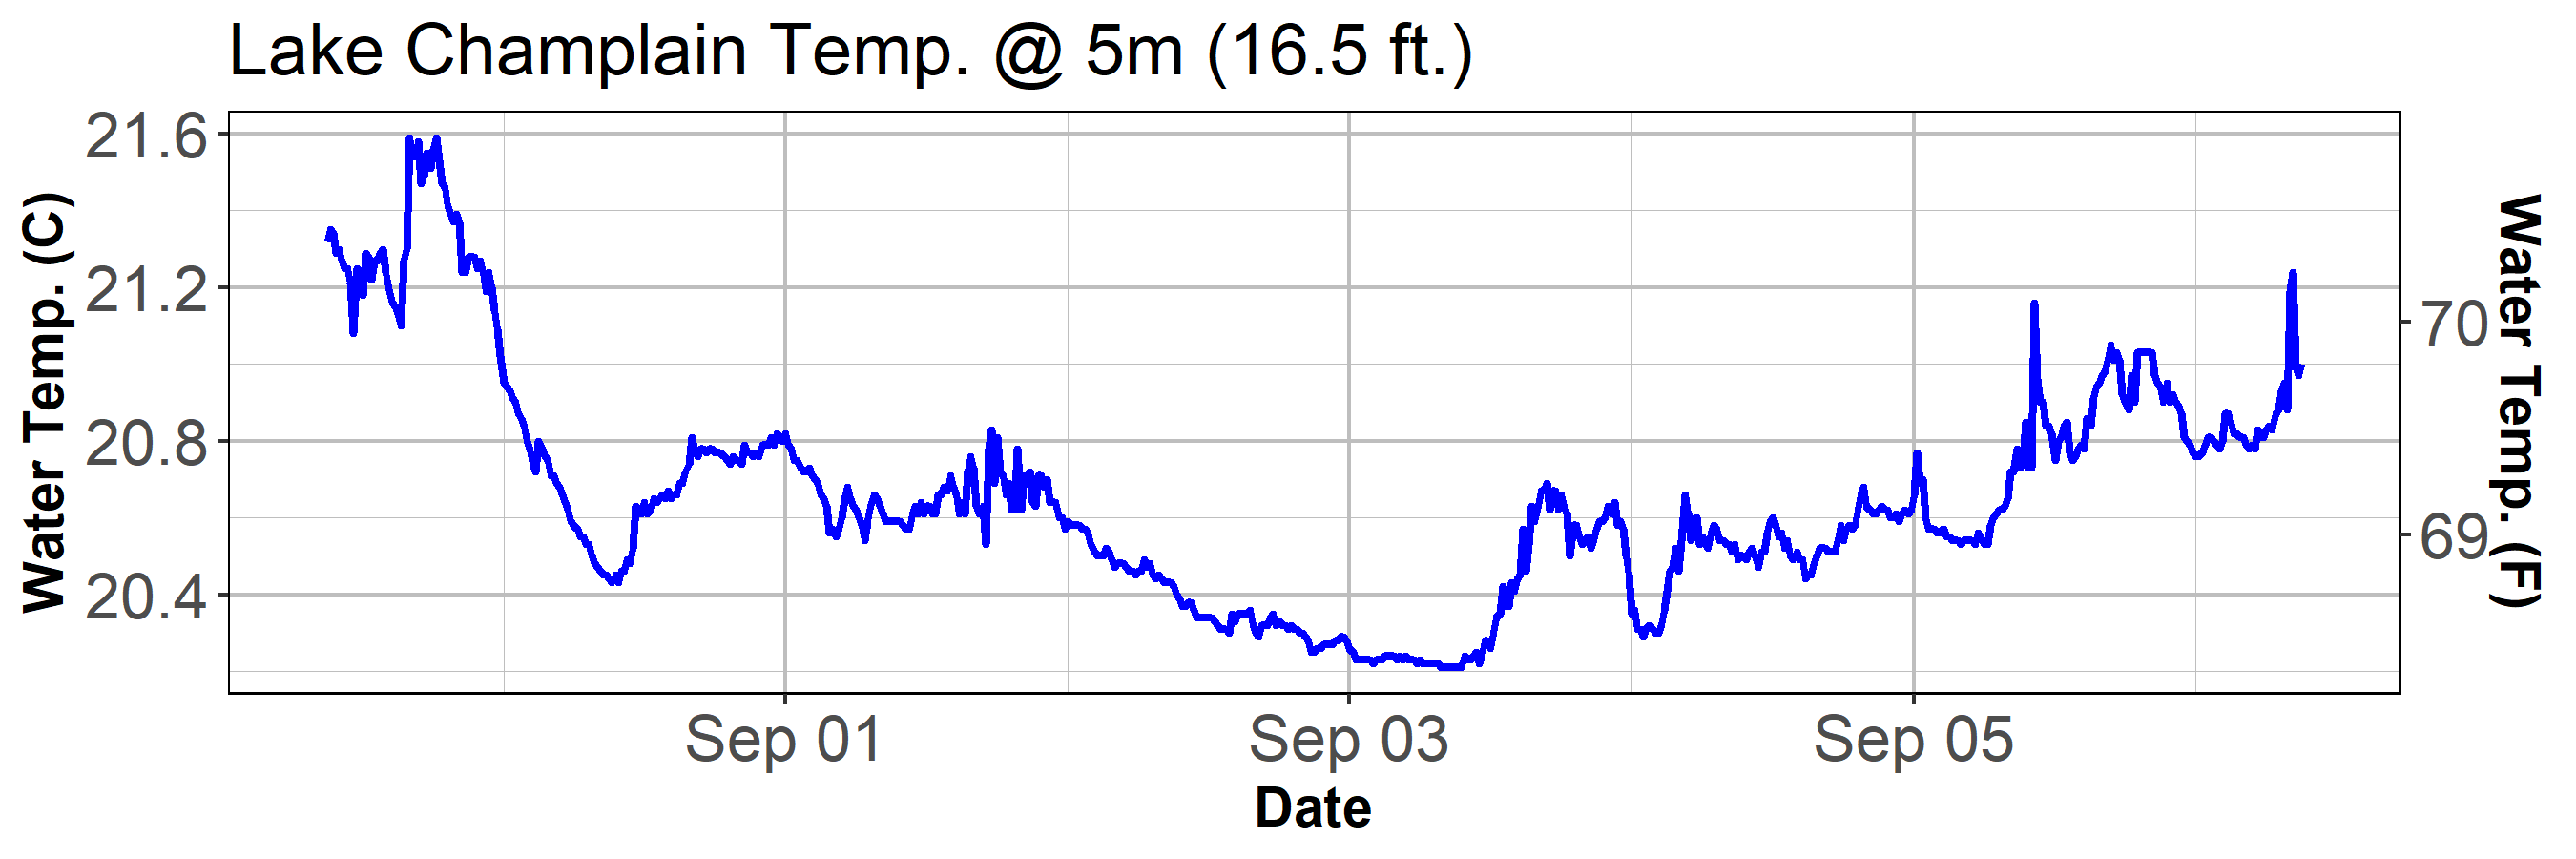 Lake Champlain Temp. @ 5m (16.5 ft.)
Water Temp. (C)
21.6
21.2
20.8
20.4
70
69
Water Temp. (F)
Sep 01 Sep 03 Sep 05
Date